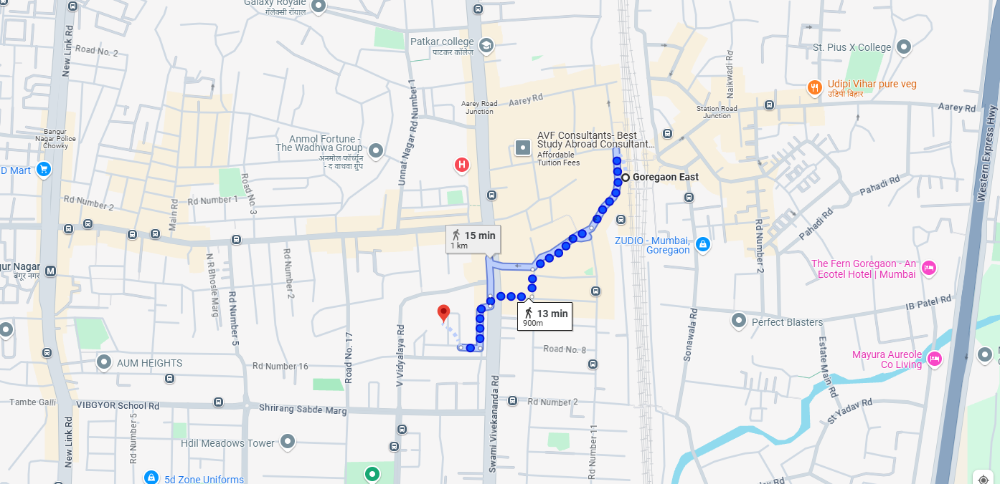 Galaxy Royale
गॅलेक्सी रॉयाल
New Link Rd
Road No. 2
Patkar college
पाटकर कॉलेज
St. Pius X College
Naikwadi Rd
Udipi Vihar pure veg
उडिपी विहार
Unnat Nagar Rd Number 1
Aarey Rd
Aarey Road
Junction
Station Road
Junction
Aarey Rd
Western Express Hwy
Bangur
Nagar Police
Chowky
Anmol Fortune -
The Wadhwa Group
अनमोल फॉर्च्यून
- द वाधवा ग्रुप
AVF Consultants- Best
Study Abroad Consultant...
Affordable
Tuition Fees
D Mart
H
Goregaon East
Road No. 3
Pahadi Rd
Rd Number 2
Main Rd
Rd Number 1
Pahadi Rd
15 min
1 km
ZUDIO - Mumbai,
Goregaon
Rd Number 2
N R Bhosle Marg
Rd Number 2
gur Nagar
बांगूर नगर
M
The Fern Goregaon - An
Ecotel Hotel | Mumbai
Rd Number 5
13 min
900m
IB Patel Rd
Sonawala Rd
Perfect Blasters
Road No. 17
V Vidyalaya Rd
Road No. 8
Estate Main Rd
Mayura Aureole
Co Living
AUM HEIGHTS
Rd Number 16
Swami Vivekananda Rd
Tambe Galli
VIBGYOR School Rd
Shrirang Sabde Marg
Rd Number 2
St Yadav Rd
New Link Rd
Rd Number 5
Hdil Meadows Tower
Rd Number 11
5d Zone Uniforms